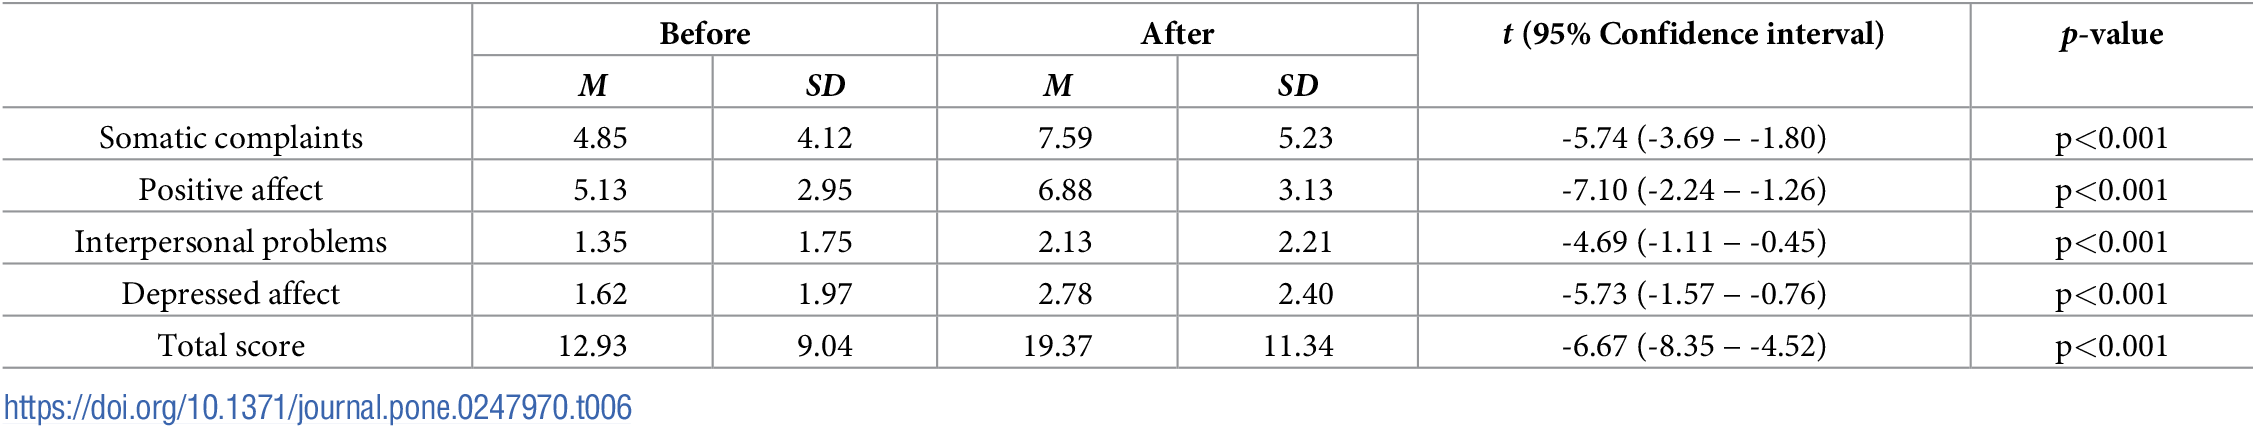 Before After t (95% Confidence interval) p-value
M SD M SD
Somatic complaints 4.85 4.12 7.59 5.23 -5.74 (-3.69 – -1.80) p<0.001
Positive affect 5.13 2.95 6.88 3.13 -7.10 (-2.24 – -1.26) p<0.001
Interpersonal problems 1.35 1.75 2.13 2.21 -4.69 (-1.11 – -0.45) p<0.001
Depressed affect 1.62 1.97 2.78 2.40 -5.73 (-1.57 – -0.76) p<0.001
Total score 12.93 9.04 19.37 11.34 -6.67 (-8.35 – -4.52) p<0.001
https://doi.org/10.1371/journal.pone.0247970.t006